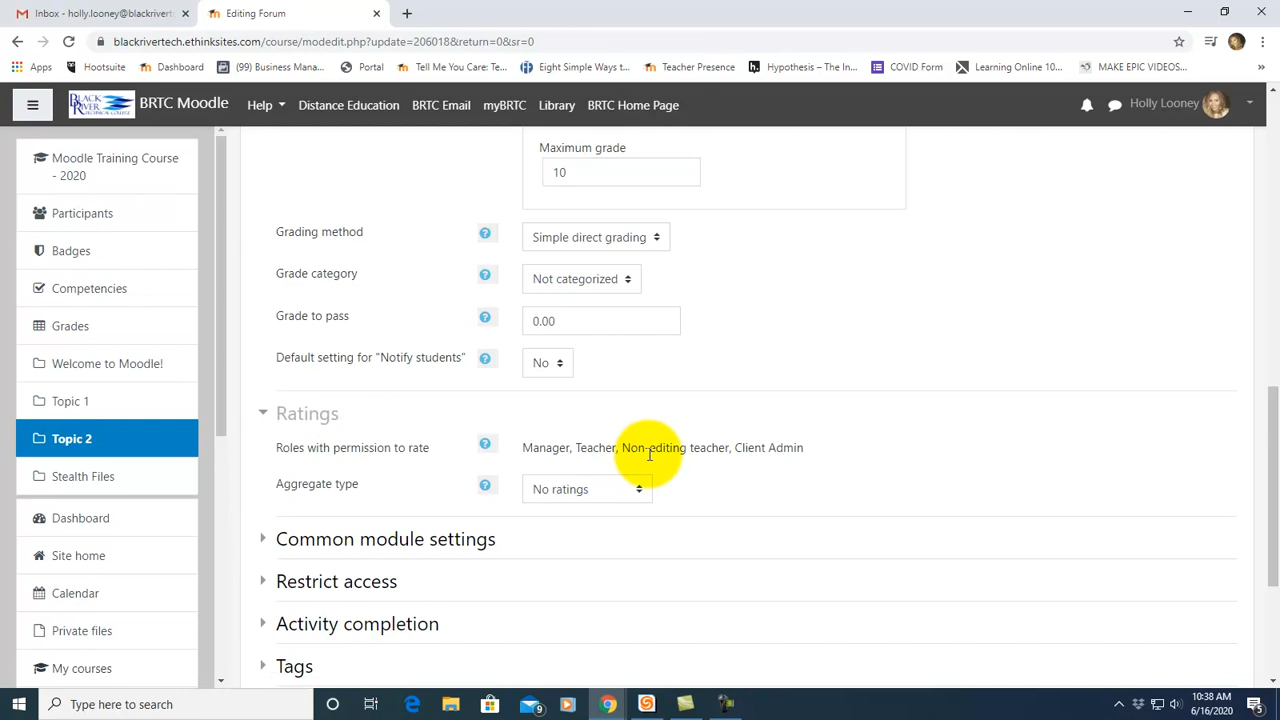 Inbox - holly.looney@blackrivert
Editing Forum
blackrivertech.ethinksites.com/course/modedit.php?update=206018&return=0&sr=0
Apps
Hootsuite
Dashboard
(99) Business Mana...
Portal
Tell Me You Care: Te...
Eight Simple Ways t...
Teacher Presence
Hypothesis – The In...
COVID Form
Learning Online 10...
MAKE EPIC VIDEOS...
BLACK RIVER
BRTC Moodle
Help
Distance Education
BRTC Email
myBRTC
Library
BRTC Home Page
Holly Looney
Moodle Training Course
- 2020
Participants
Badges
Competencies
Grades
Welcome to Moodle!
Topic 1
Topic 2
Stealth Files
Dashboard
Site home
Calendar
Private files
My courses
Maximum grade
10
Grading method
Simple direct grading
Grade category
Not categorized
Grade to pass
0.00
Default setting for "Notify students"
No
Ratings
Roles with permission to rate
Manager, Teacher, Non-editing teacher, Client Admin
Aggregate type
No ratings
Common module settings
Restrict access
Activity completion
Tags
Type here to search
9
10:38 AM
6/16/2020